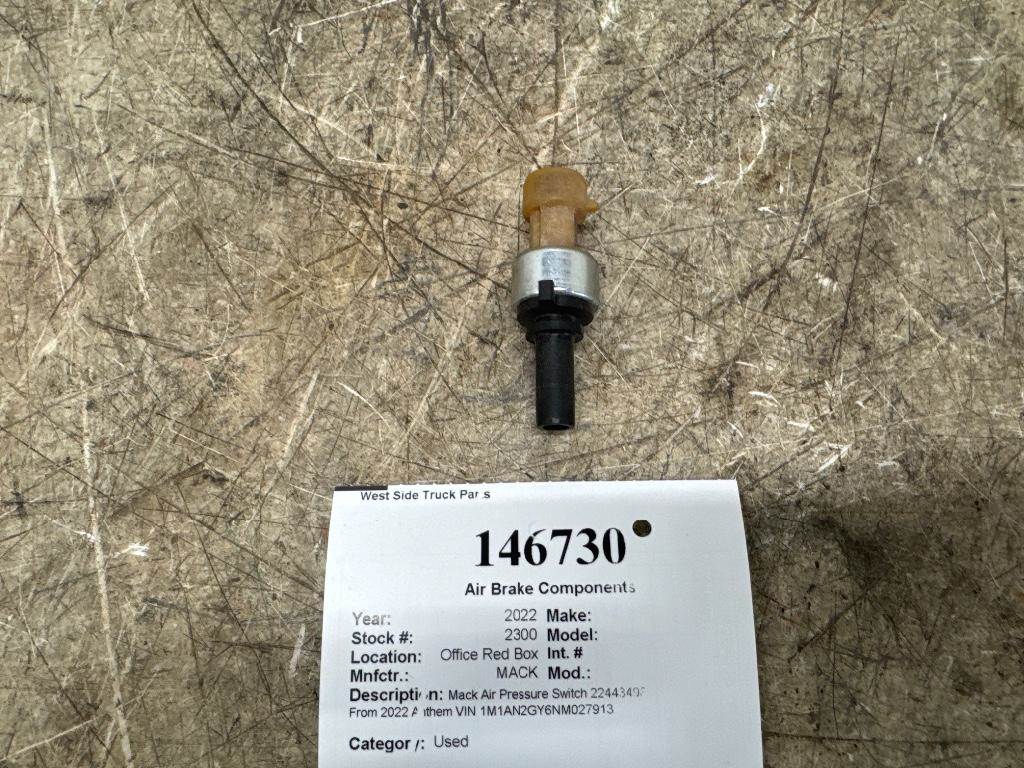 West Side Truck Parts
146730
Air Brake Components
Year: 2022 Make:
Stock #: 2300 Model:
Location: Office Red Box Int. #
Mnfctr.: MACK Mod.:
Description: Mack Air Pressure Switch
From 2022 Anthem VIN 1M1AN2GY6NM027913
Category: Used